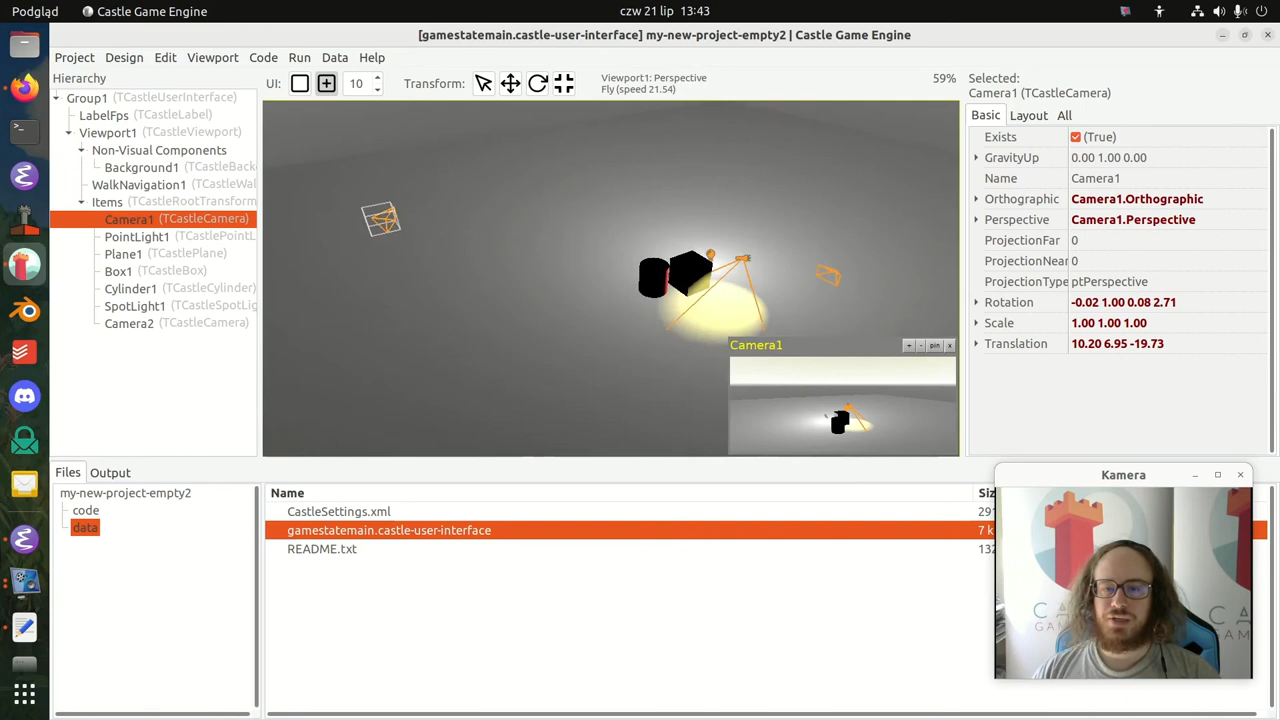 Podgląd Castle Game Engine czw 21 lip 13:43
[gamestatemain.castle-user-interface] my-new-project-empty2 | Castle Game Engine
Project Design Edit Viewport Code Run Data Help
Hierarchy
Group1 (TCastleUserInterface)
LabelFps (TCastleLabel)
Viewport1 (TCastleViewport)
Non-Visual Components
Background1 (TCastleBack
WalkNavigation1 (TCastleWal
Items (TCastleRootTransform
Camera1 (TCastleCamera)
PointLight1 (TCastlePointL
Plane1 (TCastlePlane)
Box1 (TCastleBox)
Cylinder1 (TCastleCylinder)
SpotLight1 (TCastleSpotLig
Camera2 (TCastleCamera)
UI: 10 Transform:
Viewport1: Perspective
Fly (speed 21.54)
59%
Camera1
+ - pin x
Selected:
Camera1 (TCastleCamera)
Basic Layout All
Exists (True)
GravityUp 0.00 1.00 0.00
Name Camera1
Orthographic Camera1.Orthographic
Perspective Camera1.Perspective
ProjectionFar 0
ProjectionNear 0
ProjectionType ptPerspective
Rotation -0.02 1.00 0.08 2.71
Scale 1.00 1.00 1.00
Translation 10.20 6.95 -19.73
Files Output
my-new-project-empty2
code
data
Name Siz
CastleSettings.xml 291
gamestatemain.castle-user-interface 7 k
README.txt 132
Kamera